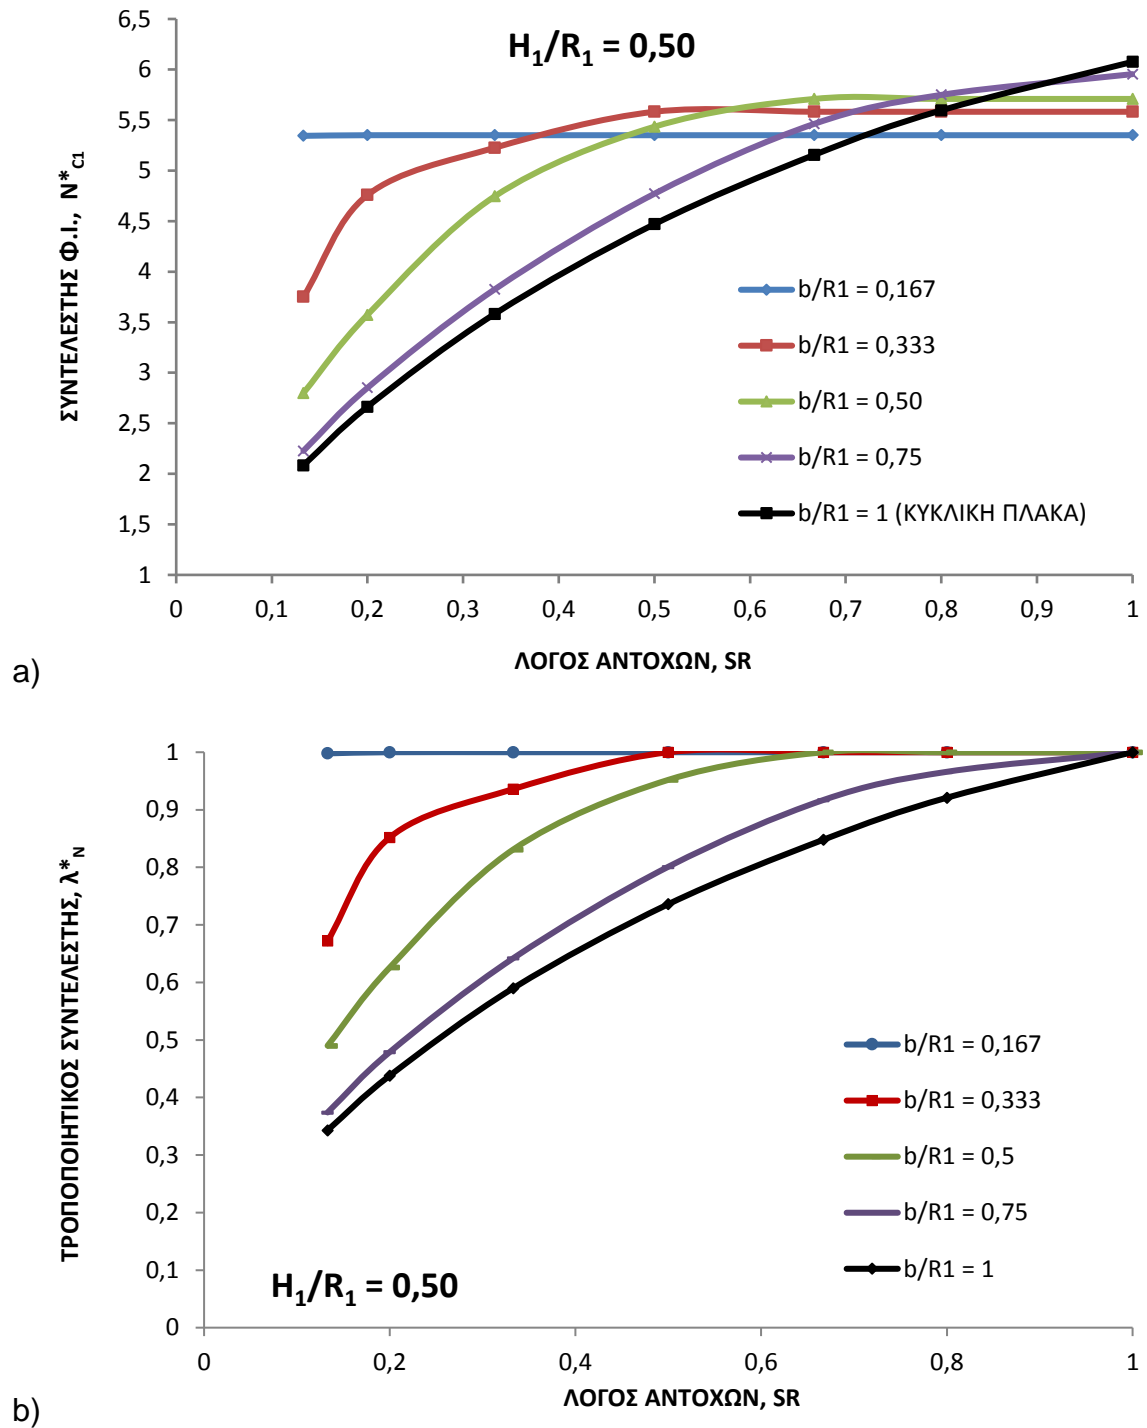 H1/R1 = 0,50
6,5
6
5,5
5
4,5
4
3,5
3
2,5
2
1,5
1
ΣΥΝΤΕΛΕΣΤΗΣ Φ.Ι., N*C1
b/R1 = 0,167
b/R1 = 0,333
b/R1 = 0,50
b/R1 = 0,75
b/R1 = 1 (ΚΥΚΛΙΚΗ ΠΛΑΚΑ)
0 0,1 0,2 0,3 0,4 0,5 0,6 0,7 0,8 0,9 1
ΛΟΓΟΣ ΑΝΤΟΧΩΝ, SR
a)
1
0,9
0,8
0,7
0,6
0,5
0,4
0,3
0,2
0,1
0
ΤΡΟΠΟΠΟΙΗΤΙΚΟΣ ΣΥΝΤΕΛΕΣΤΗΣ, λ*N
b/R1 = 0,167
b/R1 = 0,333
b/R1 = 0,5
b/R1 = 0,75
b/R1 = 1
H1/R1 = 0,50
0 0,2 0,4 0,6 0,8 1
ΛΟΓΟΣ ΑΝΤΟΧΩΝ, SR
b)